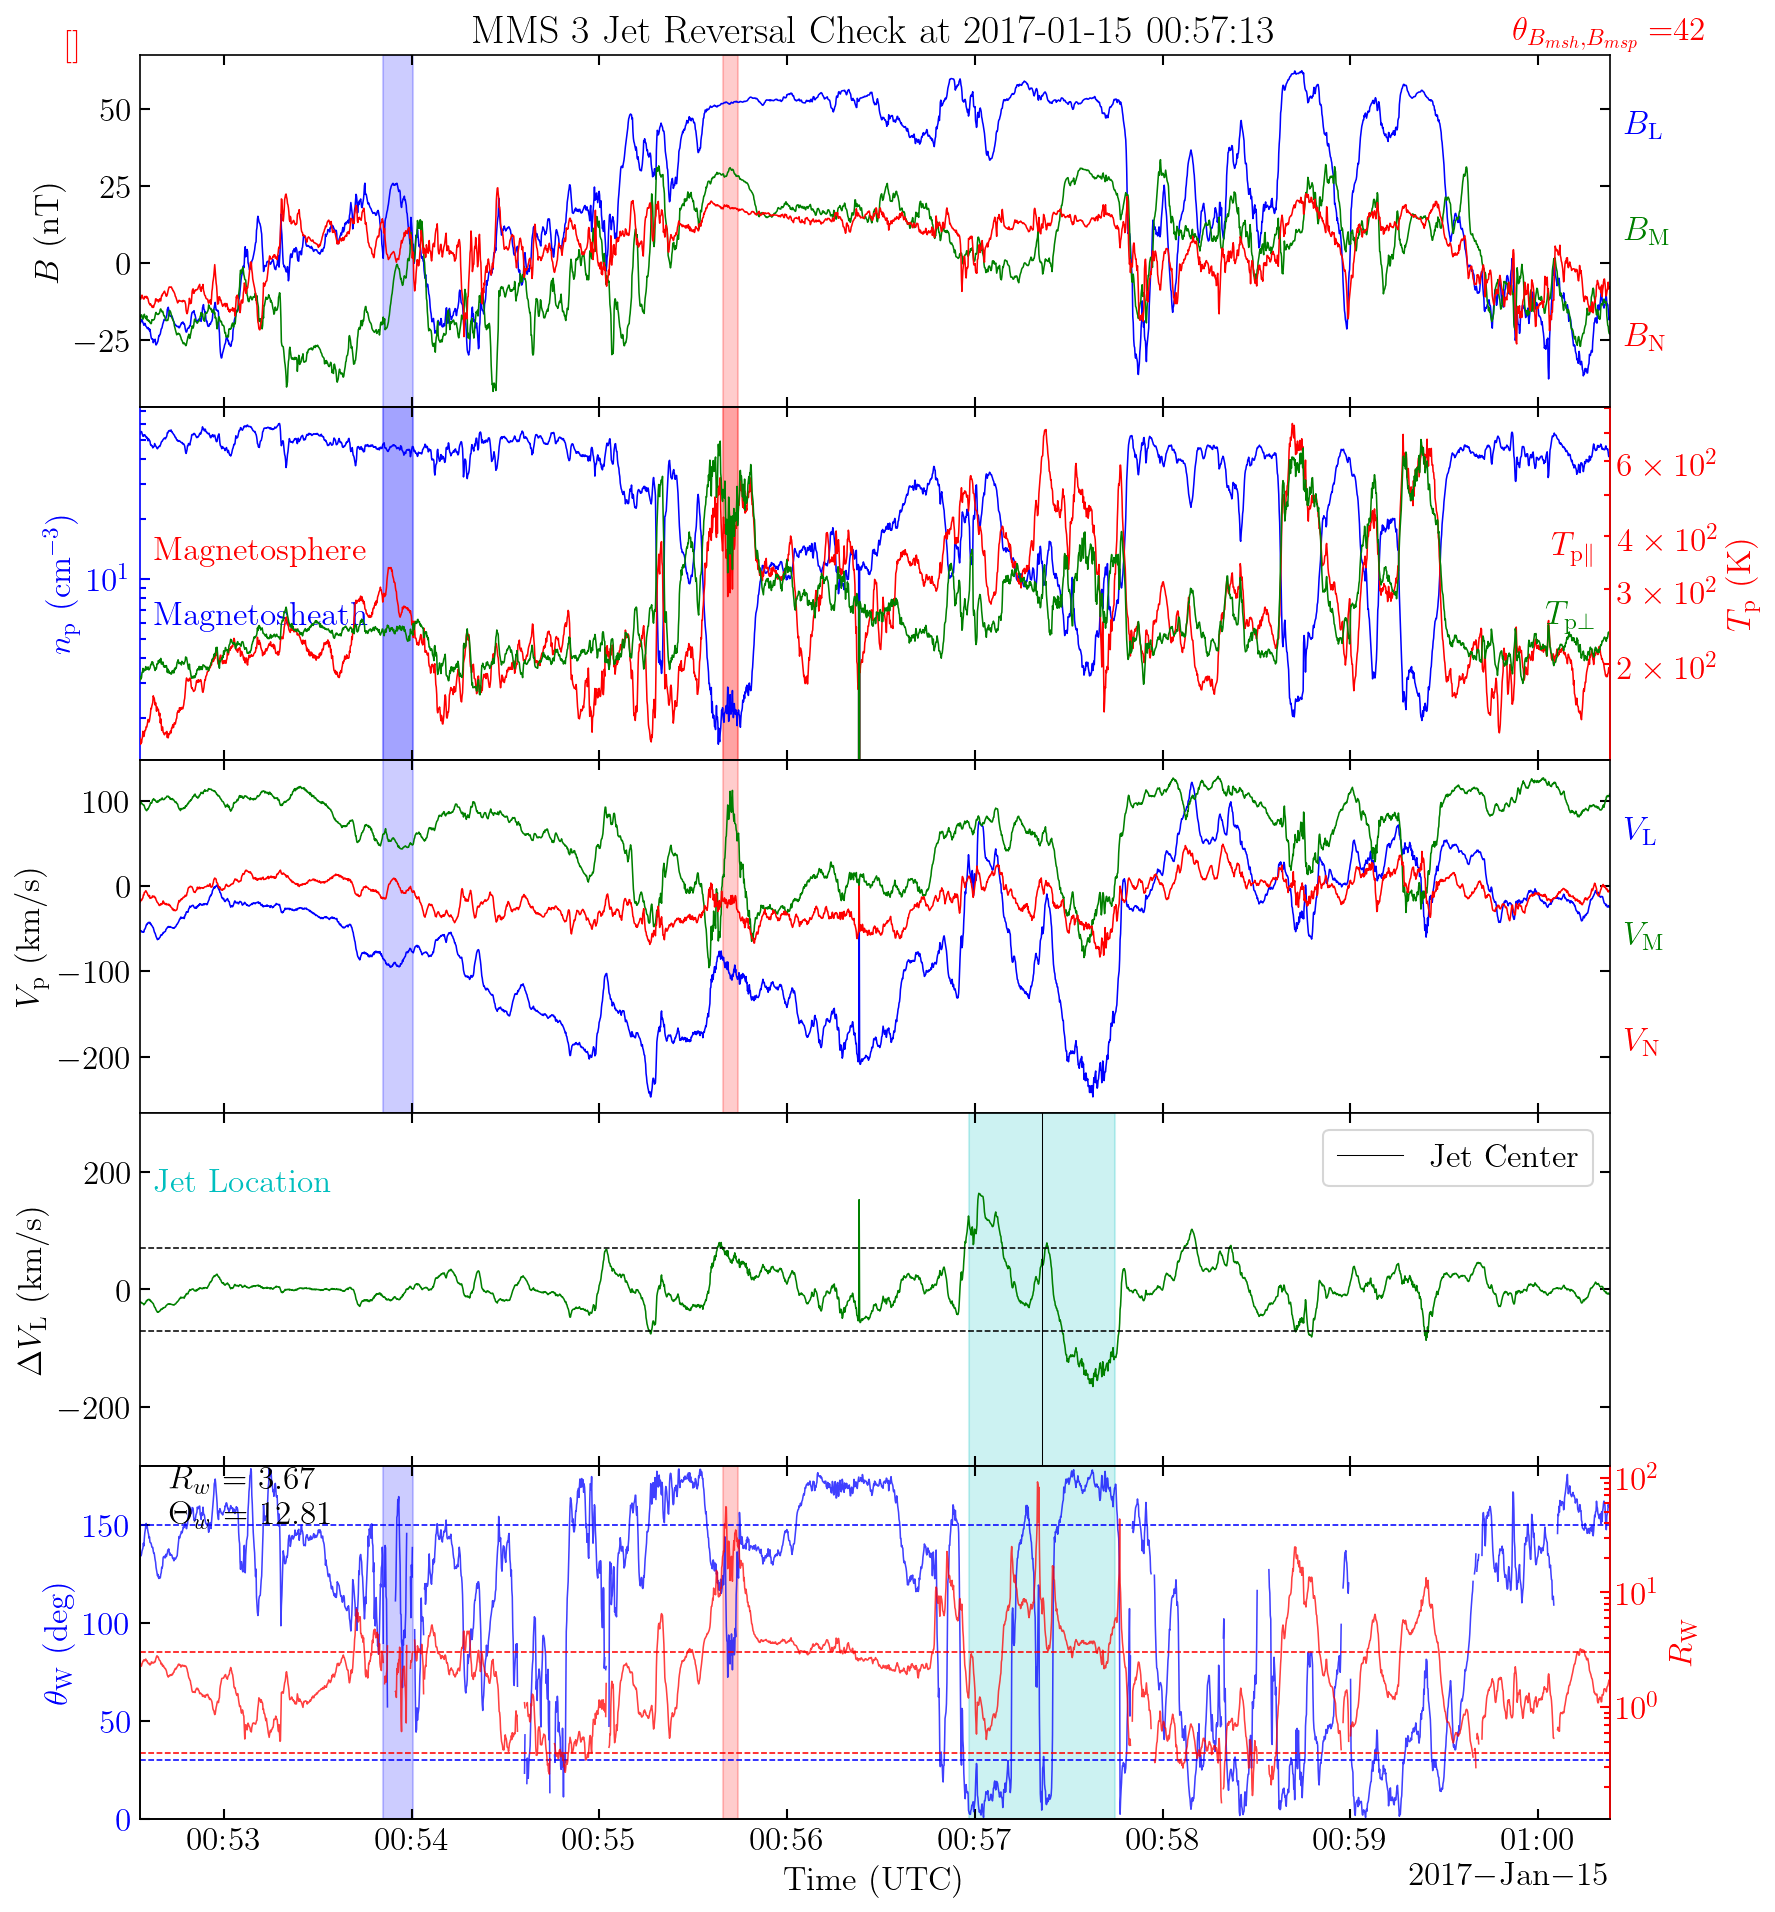 MMS 3 Jet Reversal Check at 2017-01-15 00:57:13
[]
θ_{B_{msh},B_{msp}} =42
B (nT)
50
25
0
−25
B_L
B_M
B_N
n_p (cm^{−3})
10^1
Magnetosphere
Magnetosheath
6 × 10^2
4 × 10^2
3 × 10^2
2 × 10^2
T_{p∥}
T_{p⊥}
T_p (K)
V_p (km/s)
100
0
−100
−200
V_L
V_M
V_N
ΔV_L (km/s)
200
0
−200
Jet Location
Jet Center
R_w = 3.67
Θ_w = 12.81
θ_W (deg)
150
100
50
0
10^2
10^1
10^0
R_W
00:53 00:54 00:55 00:56 00:57 00:58 00:59 01:00
Time (UTC)
2017−Jan−15